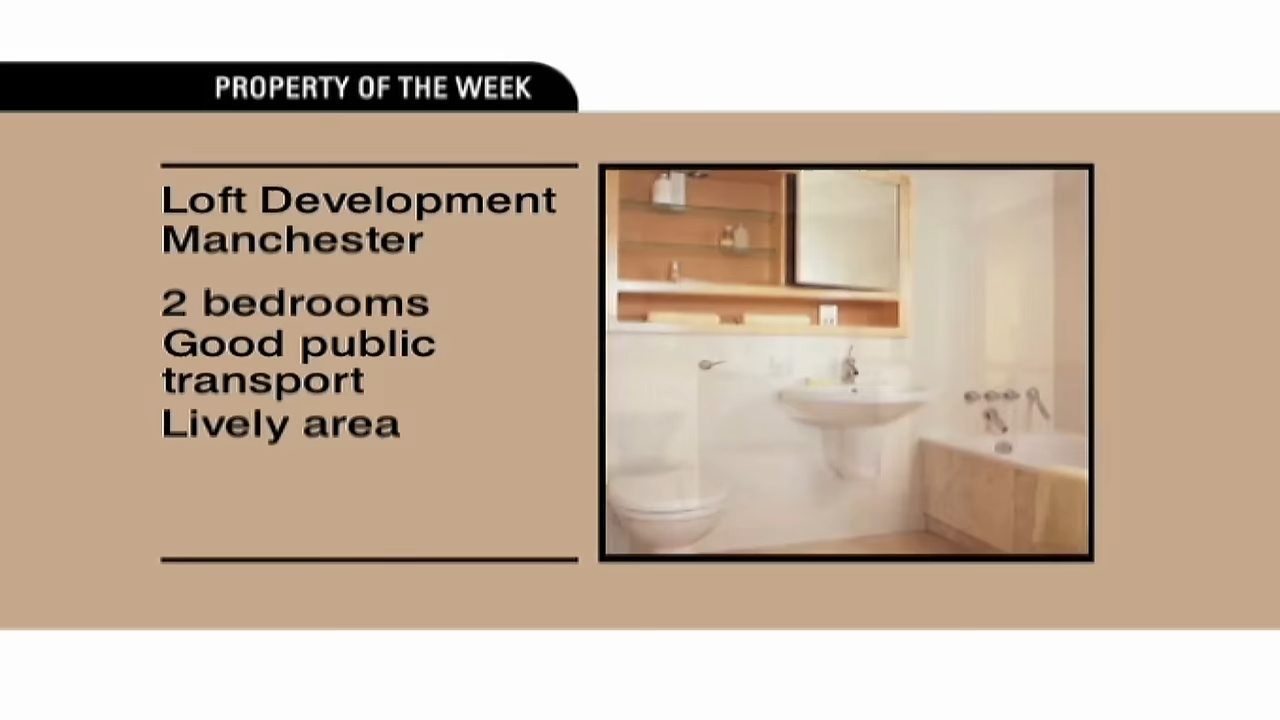 PROPERTY OF THE WEEK
Loft Development
Manchester
2 bedrooms
Good public
transport
Lively area